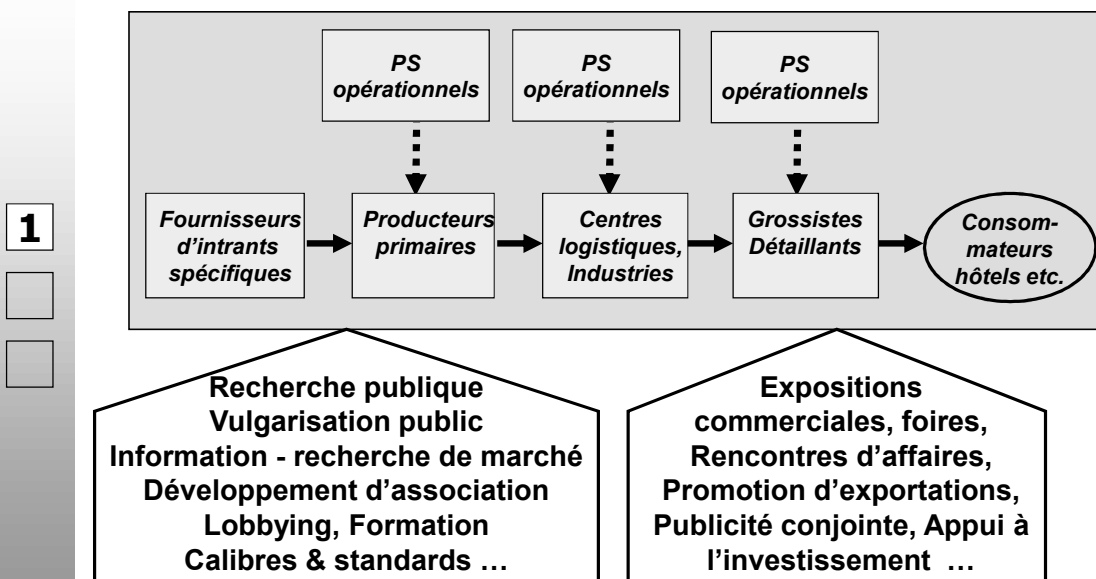 PS
opérationnels
PS
opérationnels
PS
opérationnels
1
Fournisseurs
d’intrants
spécifiques
Producteurs
primaires
Centres
logistiques,
Industries
Grossistes
Détaillants
Consom-
mateurs
hôtels etc.
Recherche publique
Vulgarisation public
Information - recherche de marché
Développement d’association
Lobbying, Formation
Calibres & standards …
Expositions
commerciales, foires,
Rencontres d’affaires,
Promotion d’exportations,
Publicité conjointe, Appui à
l’investissement …